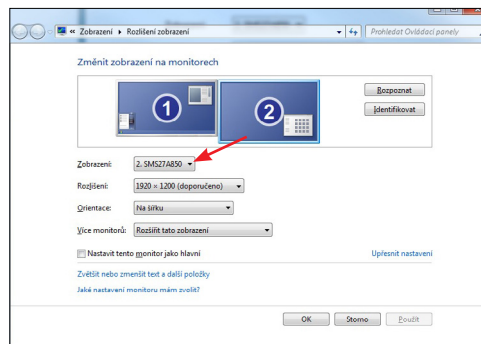 « Zobrazení ▸ Rozlišení zobrazení
Prohledat Ovládací panely
Změnit zobrazení na monitorech
1
2
Rozpoznat
Identifikovat
Zobrazení: 2. SMS27A850
Rozlišení: 1920 × 1200 (doporučeno)
Orientace: Na šířku
Více monitorů: Rozšířit tato zobrazení
Nastavit tento monitor jako hlavní
Upřesnit nastavení
Zvětšit nebo zmenšit text a další položky
Jaké nastavení monitoru mám zvolit?
OK Storno Použít